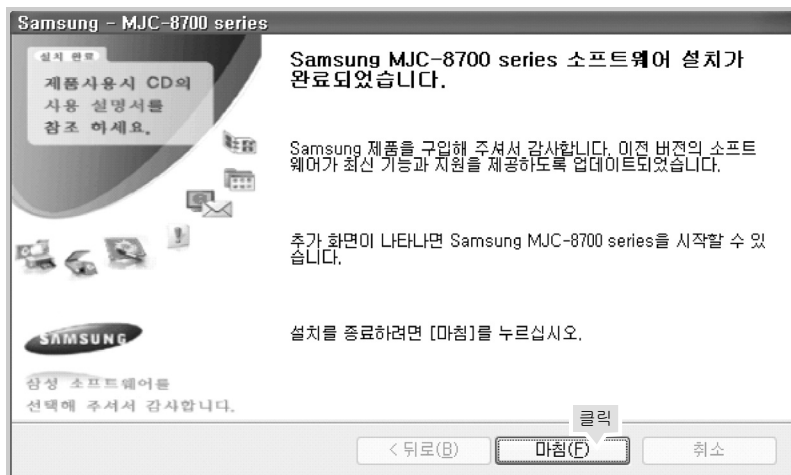 Samsung - MJC-8700 series
설치 완료
제품사용시 CD의
사용 설명서를
참조 하세요.
Samsung MJC-8700 series 소프트웨어 설치가
완료되었습니다.
Samsung 제품을 구입해 주셔서 감사합니다. 이전 버전의 소프트
웨어가 최신 기능과 지원을 제공하도록 업데이트되었습니다.
추가 화면이 나타나면 Samsung MJC-8700 series을 시작할 수 있
습니다.
SAMSUNG
설치를 종료하려면 [마침]를 누르십시오.
삼성 소프트웨어를
선택해 주셔서 감사합니다.
클릭
< 뒤로(B)
마침(F)
취소